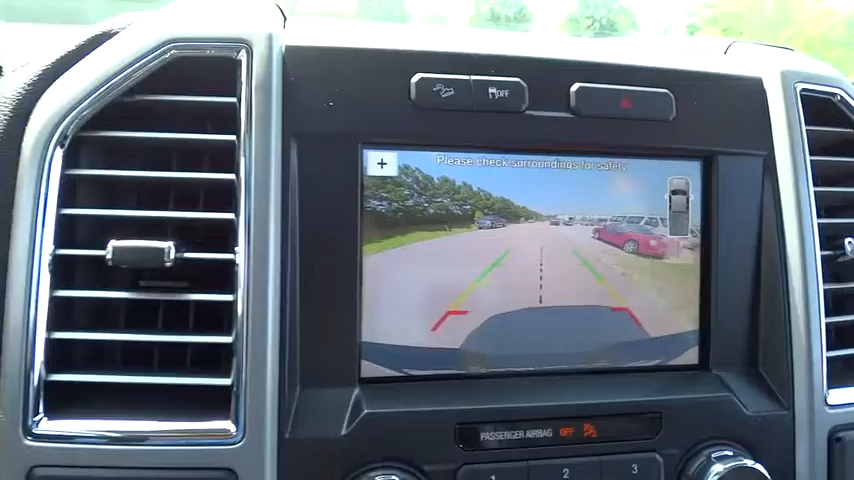 OFF
Please check surroundings for safety
+
PASSENGER AIRBAG OFF
1 2 3